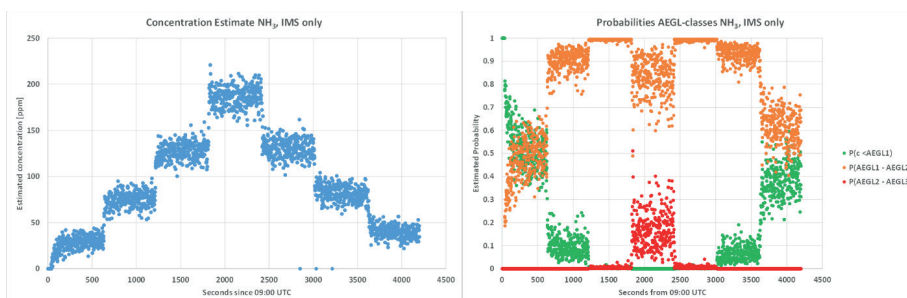 Concentration Estimate NH3, IMS only
Estimated concentration [ppm]
250
200
150
100
50
0
0 500 1000 1500 2000 2500 3000 3500 4000 4500
Seconds since 09:00 UTC
Probabilities AEGL-classes NH3, IMS only
Estimated Probability
1
0.9
0.8
0.7
0.6
0.5
0.4
0.3
0.2
0.1
0
0 500 1000 1500 2000 2500 3000 3500 4000 4500
Seconds from 09:00 UTC
P(c <AEGL1)
P(AEGL1 - AEGL2
P(AEGL2 - AEGL3